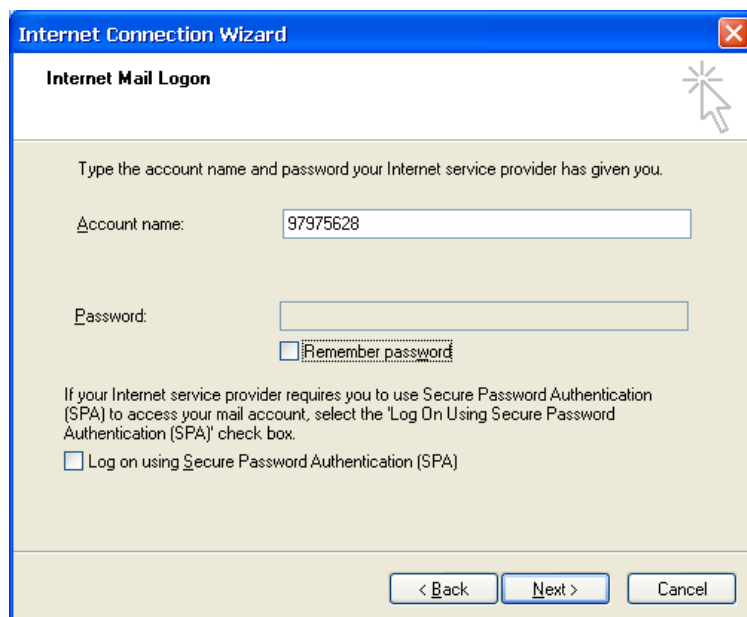 Internet Connection Wizard
Internet Mail Logon
Type the account name and password your Internet service provider has given you.
Account name: 97975628
Password:
Remember password
If your Internet service provider requires you to use Secure Password Authentication
(SPA) to access your mail account, select the 'Log On Using Secure Password
Authentication (SPA)' check box.
Log on using Secure Password Authentication (SPA)
< Back Next > Cancel